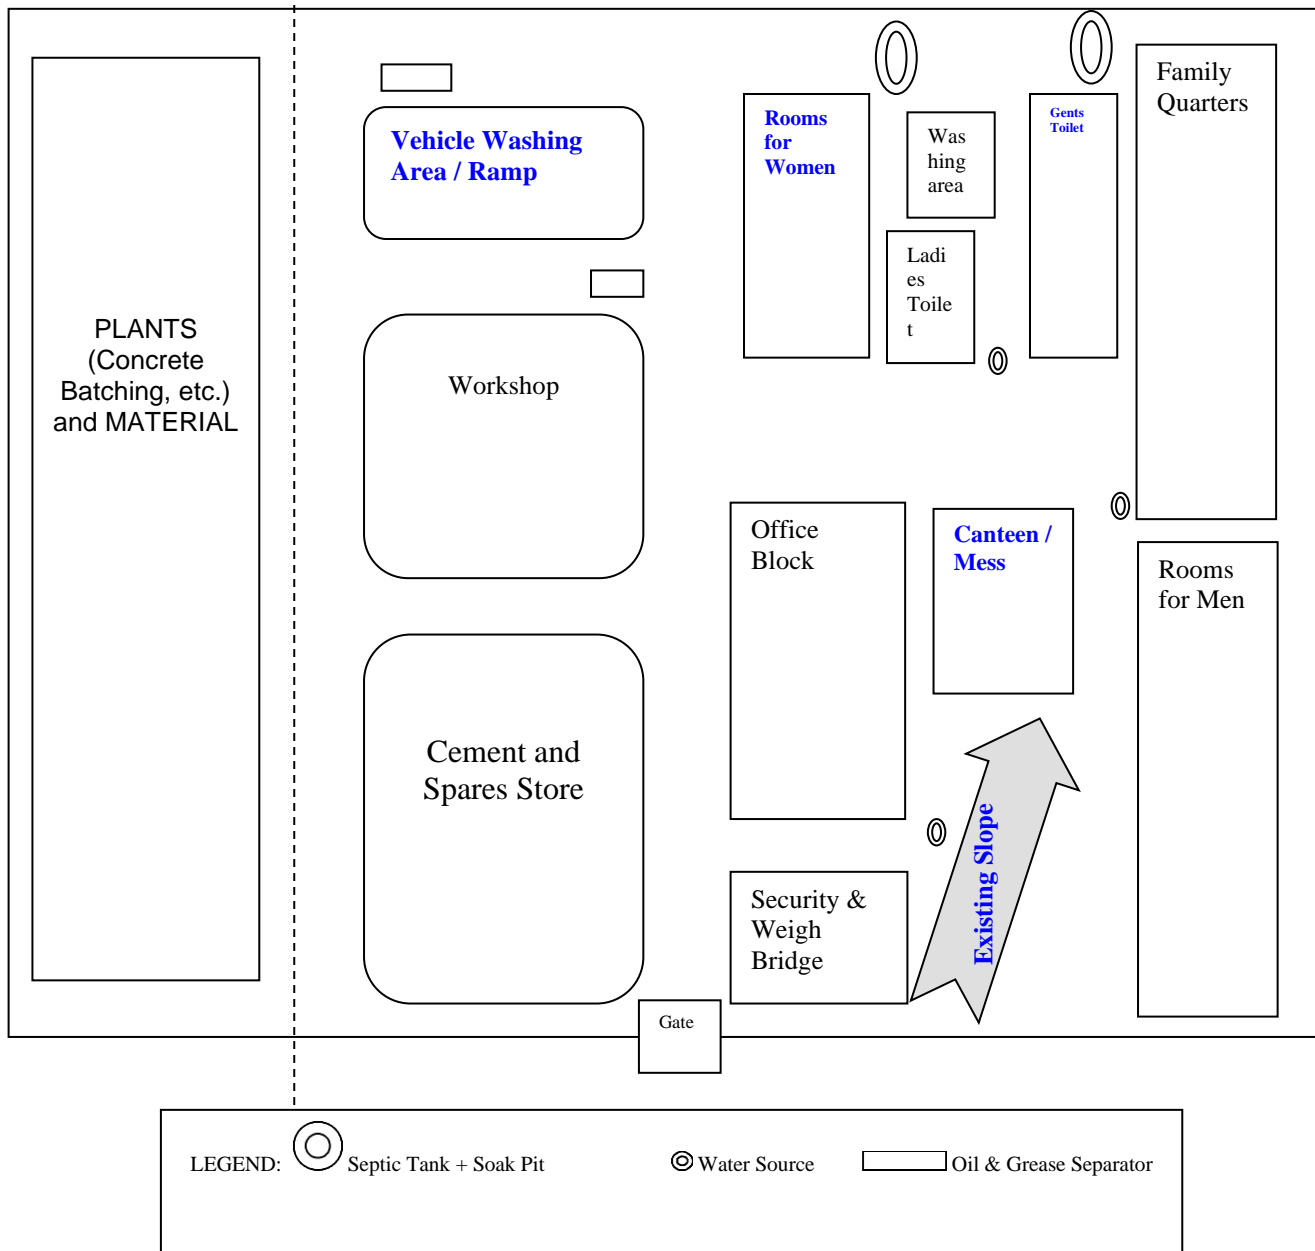 PLANTS
(Concrete
Batching, etc.)
and MATERIAL
Vehicle Washing
Area / Ramp
Workshop
Cement and
Spares Store
Rooms
for
Women
Was
hing
area
Ladi
es
Toile
t
Gents
Toilet
Family
Quarters
Office
Block
Canteen /
Mess
Rooms
for Men
Existing Slope
Security &
Weigh
Bridge
Gate
LEGEND: Septic Tank + Soak Pit Water Source Oil & Grease Separator